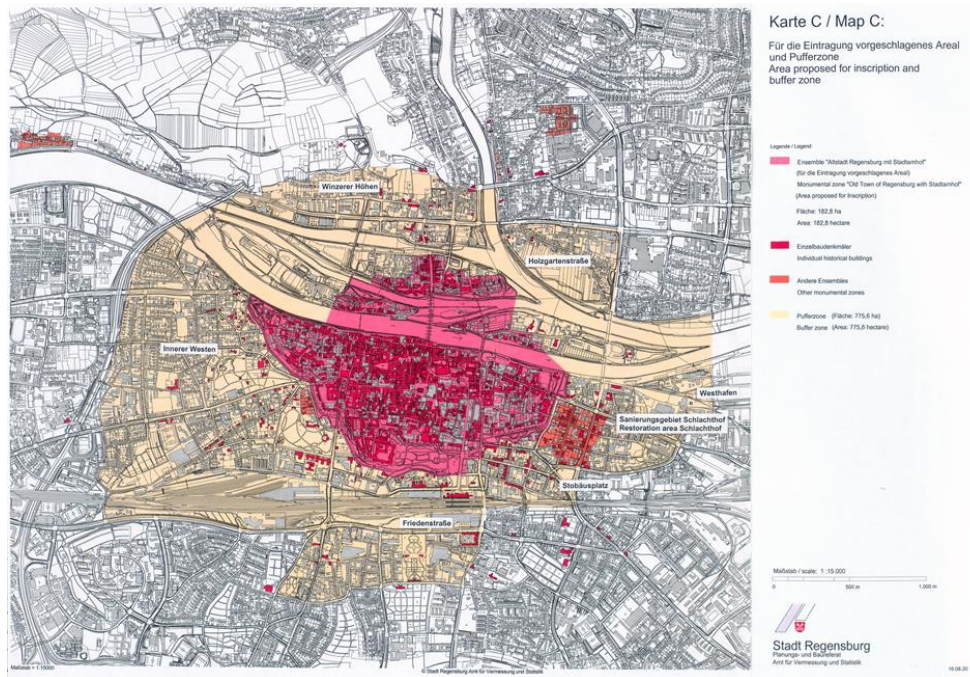 Karte C / Map C:
Für die Eintragung vorgeschlagenes Areal
und Pufferzone
Area proposed for inscription and
buffer zone
Legende / Legend:
Ensemble "Altstadt Regensburg mit Stadtamhof"
(für die Eintragung vorgeschlagenes Areal)
Monumental zone "Old Town of Regensburg with Stadtamhof"
(Area proposed for Inscription)
Fläche: 182,8 ha
Area: 182,8 hectare
Einzelbaudenkmäler
Individual historical buildings
Andere Ensembles
Other monumental zones
Pufferzone (Fläche: 775,6 ha)
Buffer zone (Area: 775,6 hectare)
Winzerer Höhen
Holzgartenstraße
Innerer Westen
Westhafen
Sanierungsgebiet Schlachthof
Restoration area Schlachthof
Stobäusplatz
Friedenstraße
Maßstab / scale: 1 :15.000
0 500 m 1.000 m
Stadt Regensburg
Planungs- und Baureferat
Amt für Vermessung und Statistik
Maßstab = 1:15000
© Stadt Regensburg Amt für Vermessung und Statistik